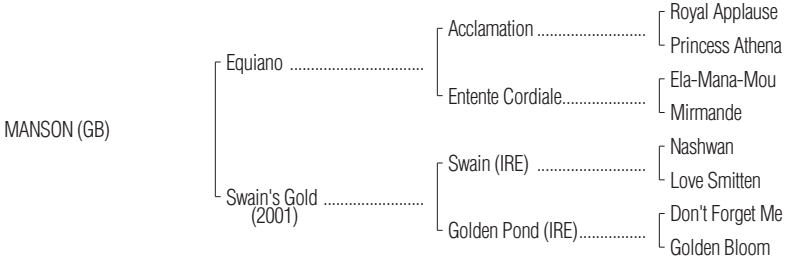 Royal Applause
Acclamation ..........................
Princess Athena
Equiano ................................
Ela-Mana-Mou
Entente Cordiale....................
Mirmande
MANSON (GB)
Nashwan
Swain (IRE) ..........................
Love Smitten
Swain's Gold ........................
(2001)
Don't Forget Me
Golden Pond (IRE)................
Golden Bloom